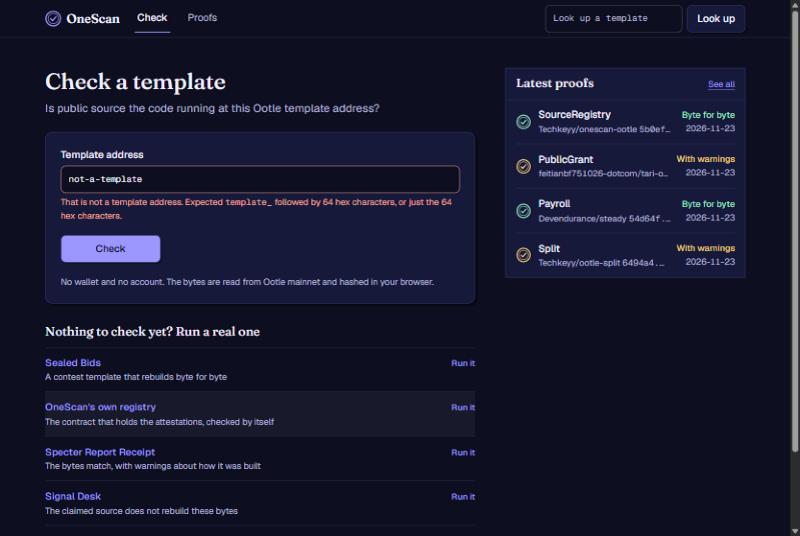 OneScan
Check
Proofs
Look up a template
Look up
Check a template
Is public source the code running at this Ootle template address?
Template address
not-a-template
That is not a template address. Expected template_ followed by 64 hex characters, or just the 64
hex characters.
Check
No wallet and no account. The bytes are read from Ootle mainnet and hashed in your browser.
Nothing to check yet? Run a real one
Sealed Bids
Run it
A contest template that rebuilds byte for byte
OneScan's own registry
Run it
The contract that holds the attestations, checked by itself
Specter Report Receipt
Run it
The bytes match, with warnings about how it was built
Signal Desk
Run it
The claimed source does not rebuild these bytes
Latest proofs
See all
SourceRegistry
Byte for byte
Techkeyy/onescan-ootle 5b0ef…
2026-11-23
PublicGrant
With warnings
feitianbf751026-dotcom/tari-o…
2026-11-23
Payroll
Byte for byte
Devendurance/steady 54d64f…
2026-11-23
Split
With warnings
Techkeyy/ootle-split 6494a4…
2026-11-23